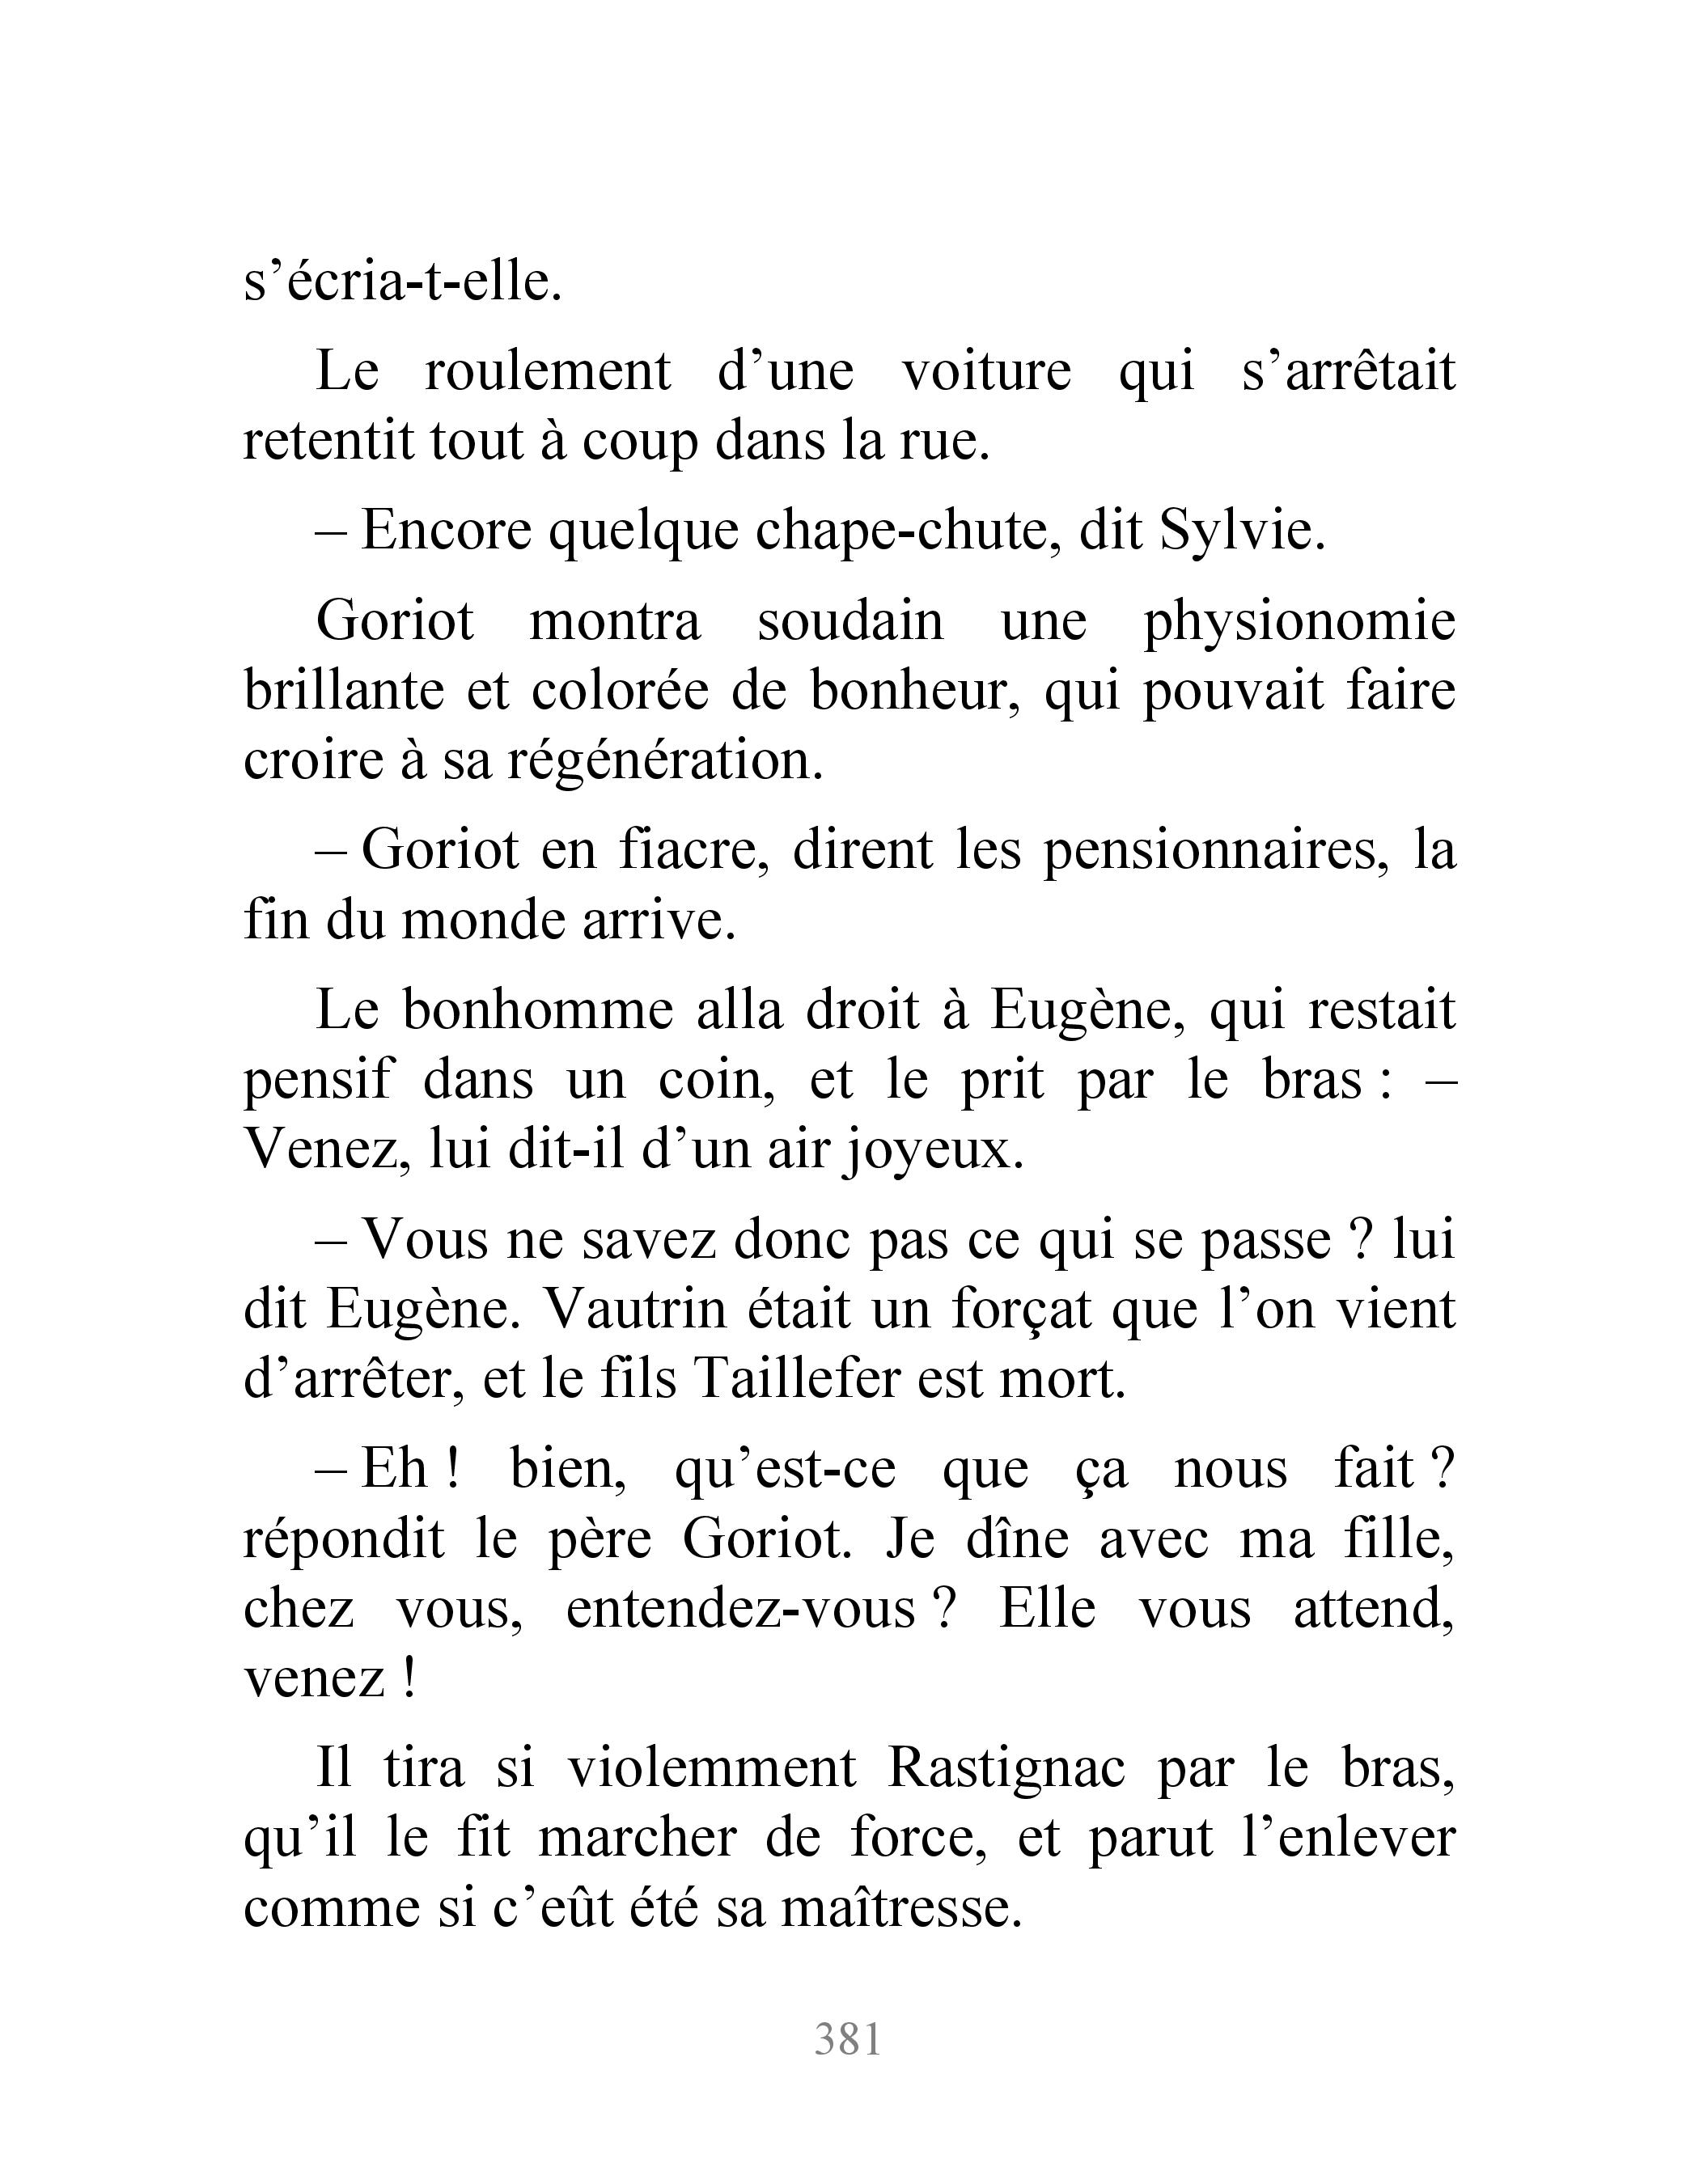 s’écria-t-elle.
Le roulement d’une voiture qui s’arrêtait
retentit tout à coup dans la rue.
– Encore quelque chape-chute, dit Sylvie.
Goriot montra soudain une physionomie
brillante et colorée de bonheur, qui pouvait faire
croire à sa régénération.
– Goriot en fiacre, dirent les pensionnaires, la
fin du monde arrive.
Le bonhomme alla droit à Eugène, qui restait
pensif dans un coin, et le prit par le bras : –
Venez, lui dit-il d’un air joyeux.
– Vous ne savez donc pas ce qui se passe ? lui
dit Eugène. Vautrin était un forçat que l’on vient
d’arrêter, et le fils Taillefer est mort.
– Eh ! bien, qu’est-ce que ça nous fait ?
répondit le père Goriot. Je dîne avec ma fille,
chez vous, entendez-vous ? Elle vous attend,
venez !
Il tira si violemment Rastignac par le bras,
qu’il le fit marcher de force, et parut l’enlever
comme si c’eût été sa maîtresse.
381